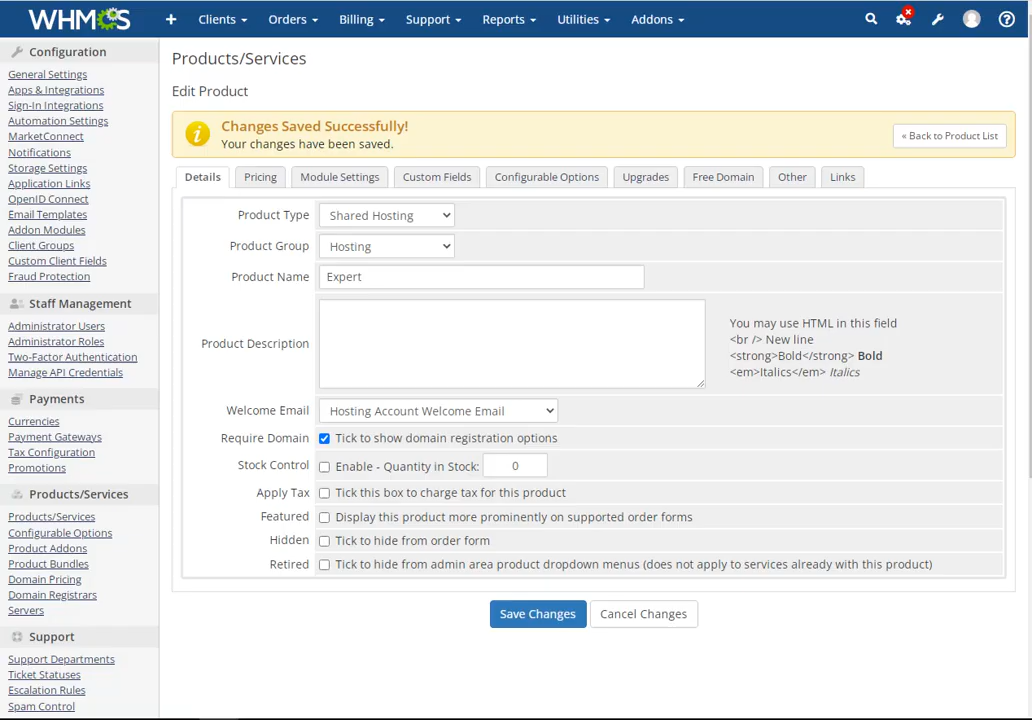 WHMCS
+ Clients Orders Billing Support Reports Utilities Addons
Configuration
General Settings
Apps & Integrations
Sign-In Integrations
Automation Settings
MarketConnect
Notifications
Storage Settings
Application Links
OpenID Connect
Email Templates
Addon Modules
Client Groups
Custom Client Fields
Fraud Protection
Staff Management
Administrator Users
Administrator Roles
Two-Factor Authentication
Manage API Credentials
Payments
Currencies
Payment Gateways
Tax Configuration
Promotions
Products/Services
Products/Services
Configurable Options
Product Addons
Product Bundles
Domain Pricing
Domain Registrars
Servers
Support
Support Departments
Ticket Statuses
Escalation Rules
Spam Control
Products/Services
Edit Product
i
Changes Saved Successfully!
Your changes have been saved.
« Back to Product List
Details Pricing Module Settings Custom Fields Configurable Options Upgrades Free Domain Other Links
Product Type Shared Hosting
Product Group Hosting
Product Name Expert
Product Description
You may use HTML in this field
<br /> New line
<strong>Bold</strong> Bold
<em>Italics</em> Italics
Welcome Email Hosting Account Welcome Email
Require Domain Tick to show domain registration options
Stock Control Enable - Quantity in Stock: 0
Apply Tax Tick this box to charge tax for this product
Featured Display this product more prominently on supported order forms
Hidden Tick to hide from order form
Retired Tick to hide from admin area product dropdown menus (does not apply to services already with this product)
Save Changes Cancel Changes